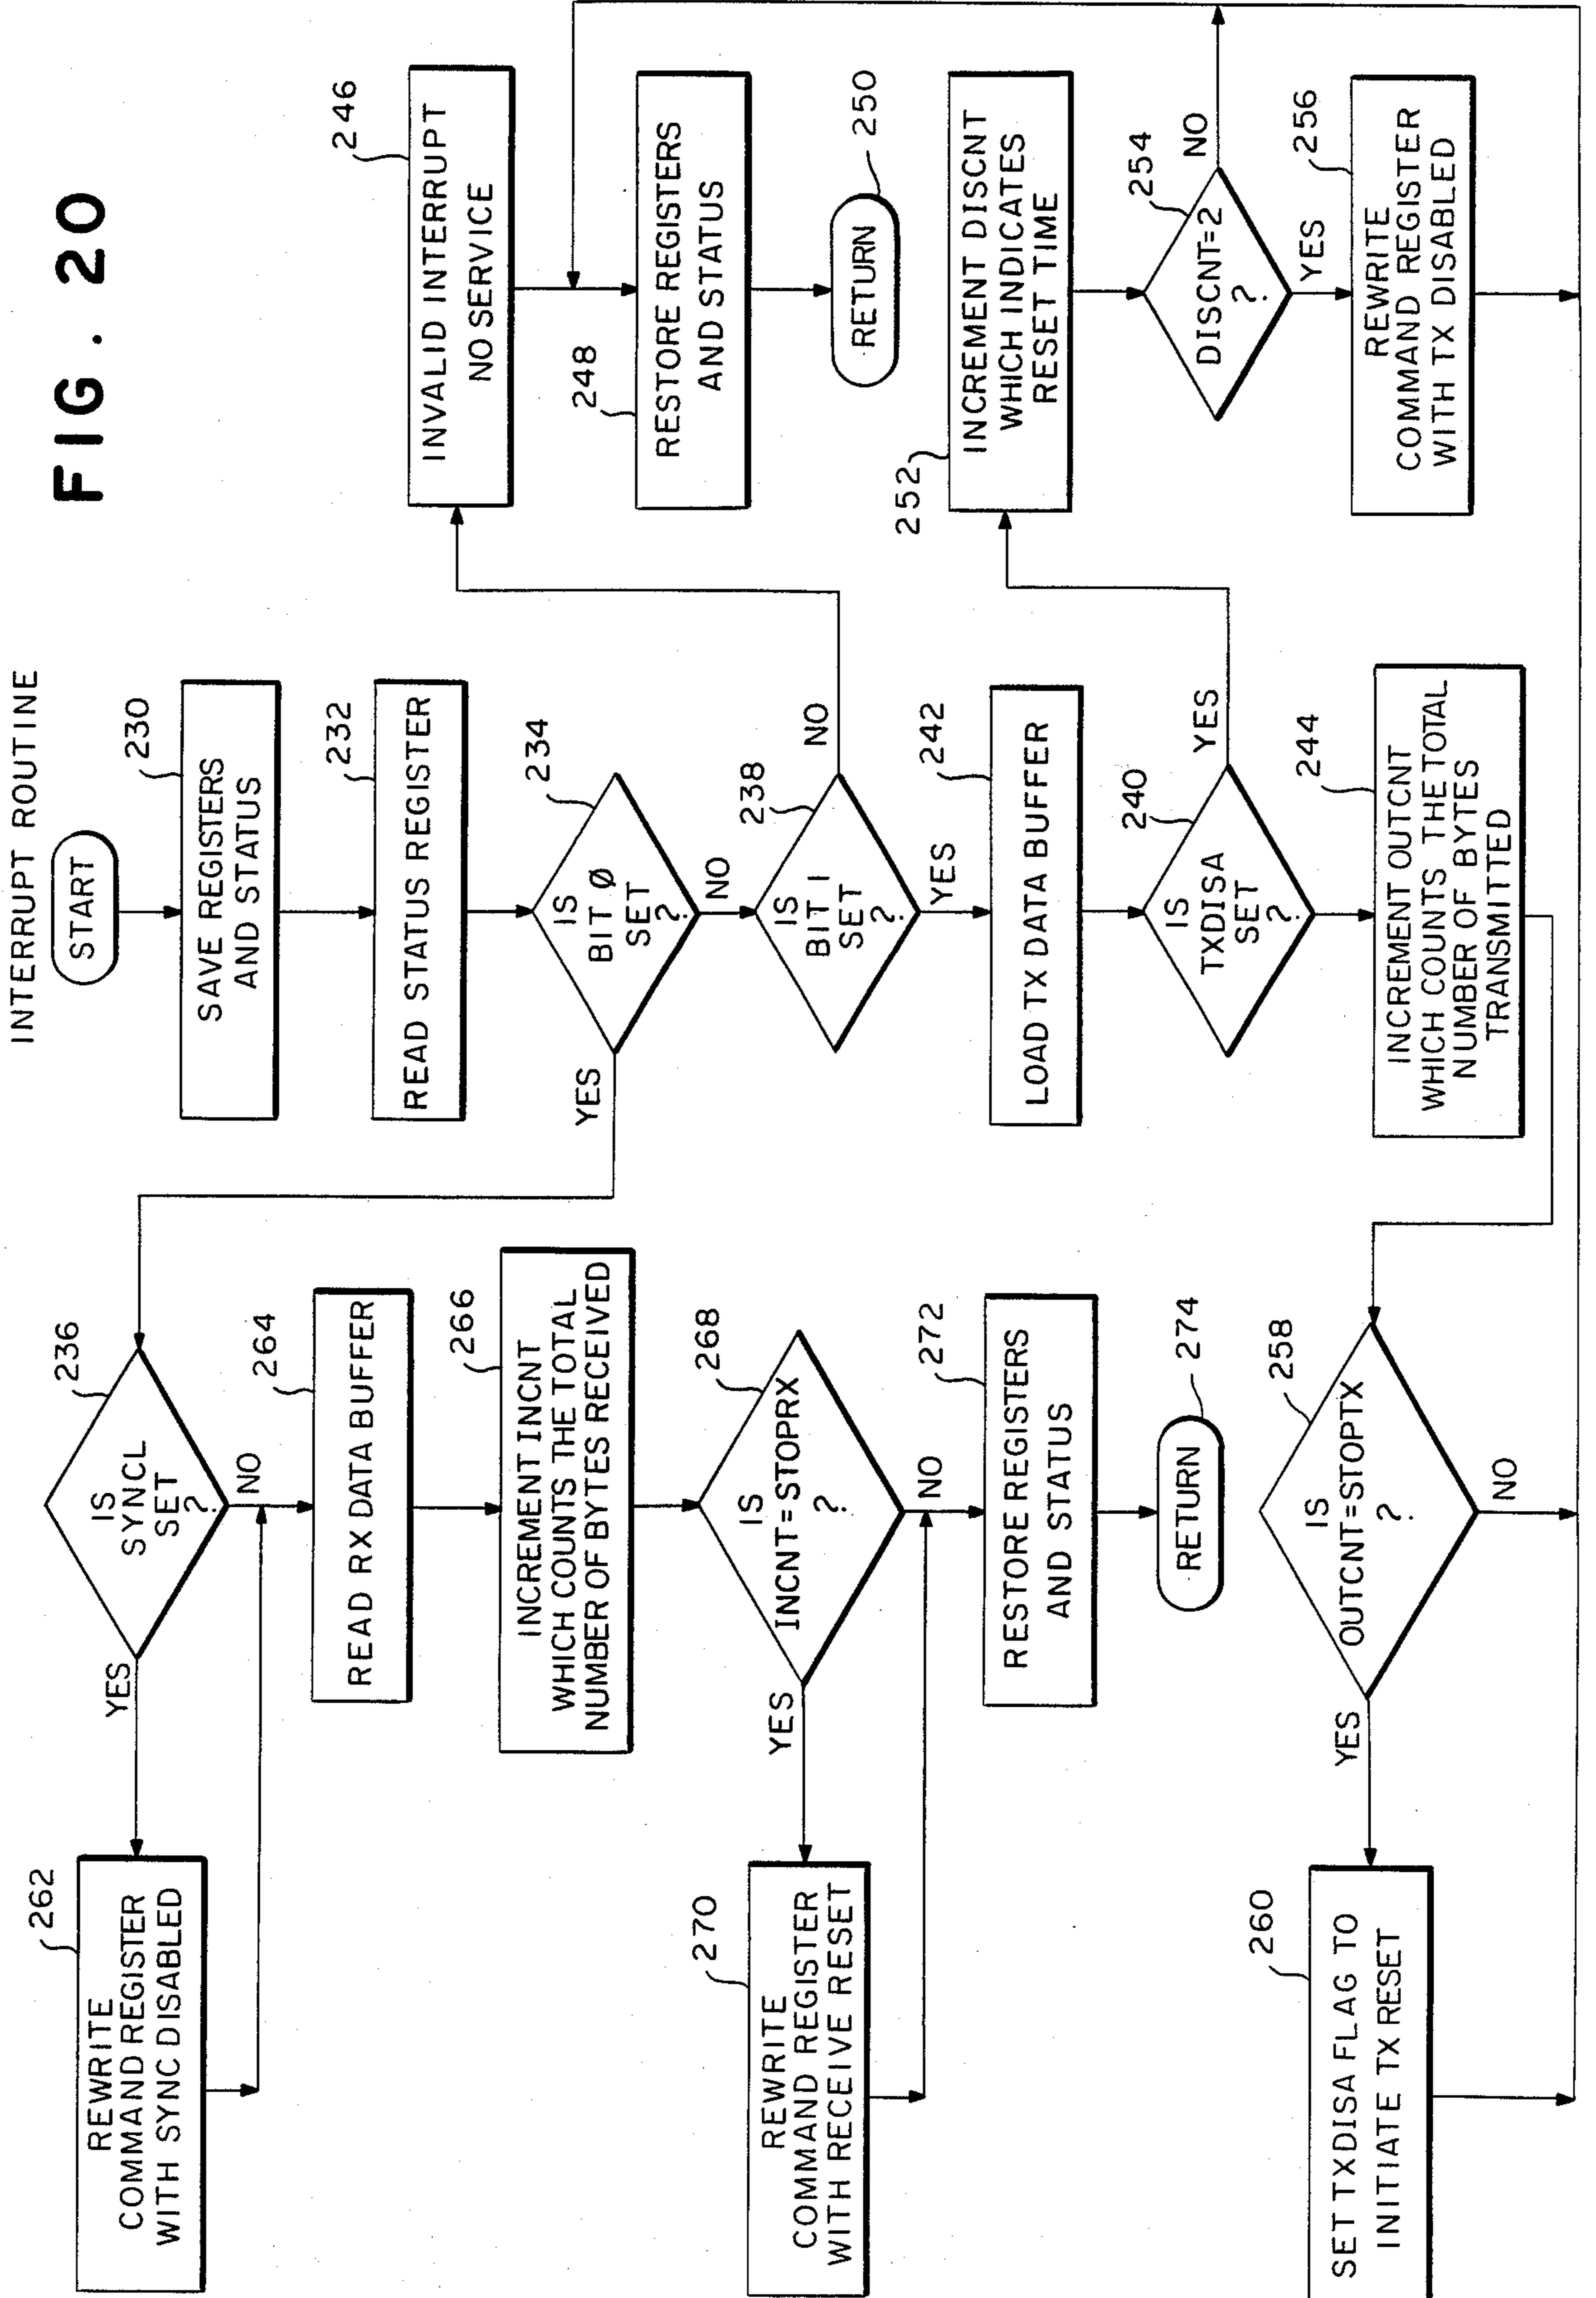 FIG. 20
INTERRUPT ROUTINE
START
230
SAVE REGISTERS
AND STATUS
232
READ STATUS REGISTER
234
IS
BIT Ø
SET
?
YES
NO
238
IS
BIT 1
SET
?
NO
YES
242
LOAD TX DATA BUFFER
240
IS
TXDISA
SET
?
YES
244
INCREMENT OUTCNT
WHICH COUNTS THE TOTAL
NUMBER OF BYTES
TRANSMITTED
246
INVALID INTERRUPT
NO SERVICE
248
RESTORE REGISTERS
AND STATUS
RETURN
250
252
INCREMENT DISCNT
WHICH INDICATES
RESET TIME
254
DISCNT=2
?
NO
YES
256
REWRITE
COMMAND REGISTER
WITH TX DISABLED
236
IS
SYNCL
SET
?
YES
NO
262
REWRITE
COMMAND REGISTER
WITH SYNC DISABLED
264
READ RX DATA BUFFER
266
INCREMENT INCNT
WHICH COUNTS THE TOTAL
NUMBER OF BYTES RECEIVED
268
IS
INCNT=STOPRX
?
YES
NO
270
REWRITE
COMMAND REGISTER
WITH RECEIVE RESET
272
RESTORE REGISTERS
AND STATUS
RETURN
274
258
IS
OUTCNT=STOPTX
?
YES
NO
260
SET TXDISA FLAG TO
INITIATE TX RESET